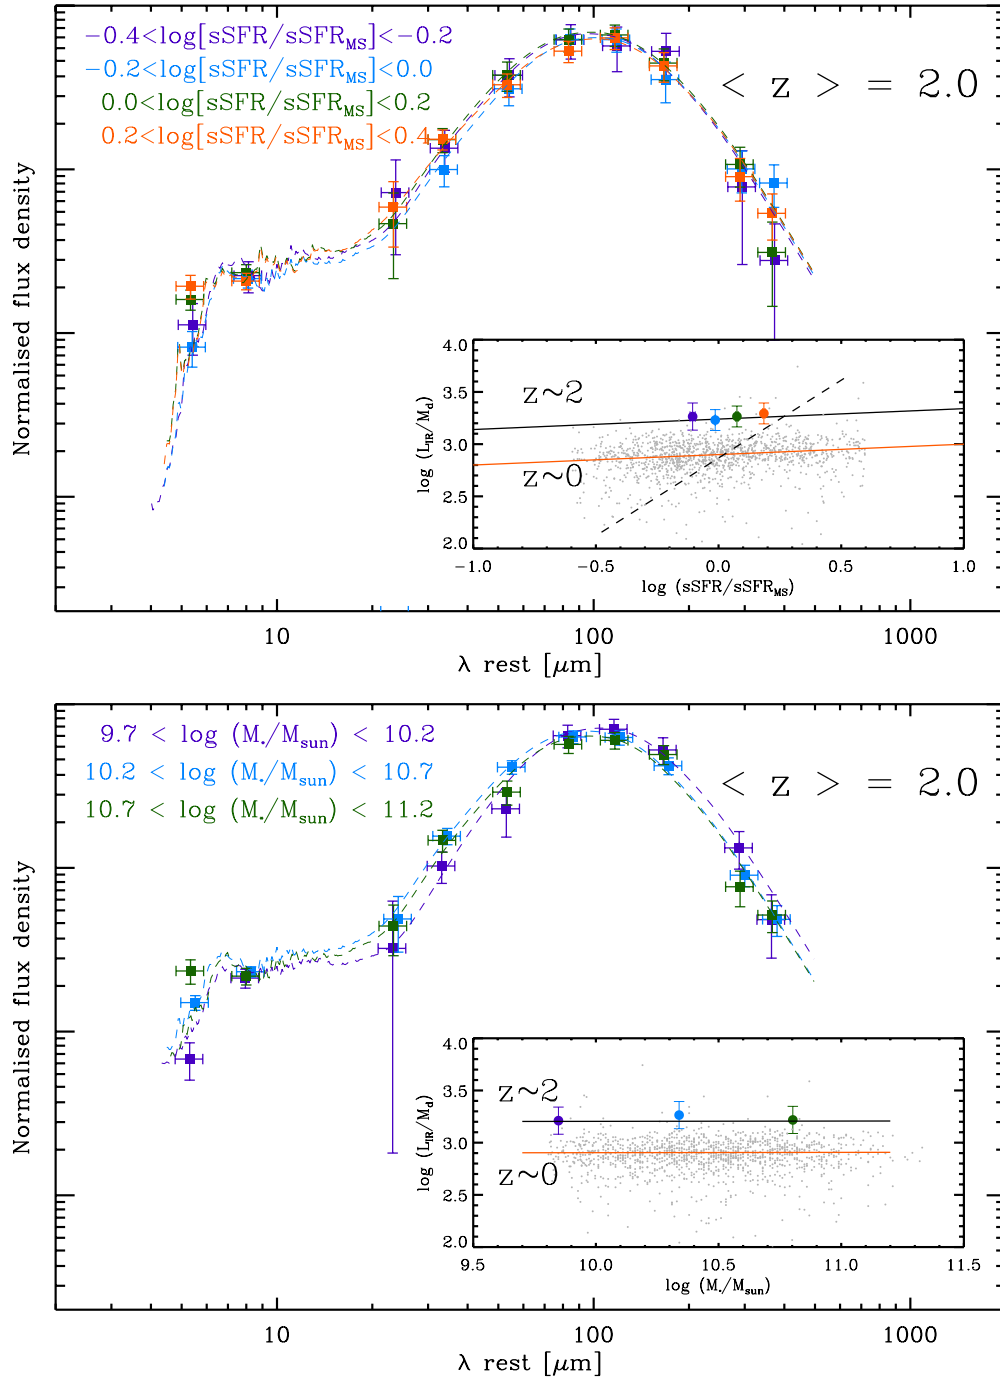 −0.4<log[sSFR/sSFR_MS]<−0.2
−0.2<log[sSFR/sSFR_MS]<0.0
0.0<log[sSFR/sSFR_MS]<0.2
0.2<log[sSFR/sSFR_MS]<0.4
< z > = 2.0
Normalised flux density
4.0
3.5
3.0
2.5
2.0
log (L_IR/M_d)
z~2
z~0
−1.0 −0.5 0.0 0.5 1.0
log (sSFR/sSFR_MS)
10 100 1000
λ rest [μm]
9.7 < log (M_*/M_sun) < 10.2
10.2 < log (M_*/M_sun) < 10.7
10.7 < log (M_*/M_sun) < 11.2
< z > = 2.0
Normalised flux density
4.0
3.5
3.0
2.5
2.0
log (L_IR/M_d)
z~2
z~0
9.5 10.0 10.5 11.0 11.5
log (M_*/M_sun)
10 100 1000
λ rest [μm]